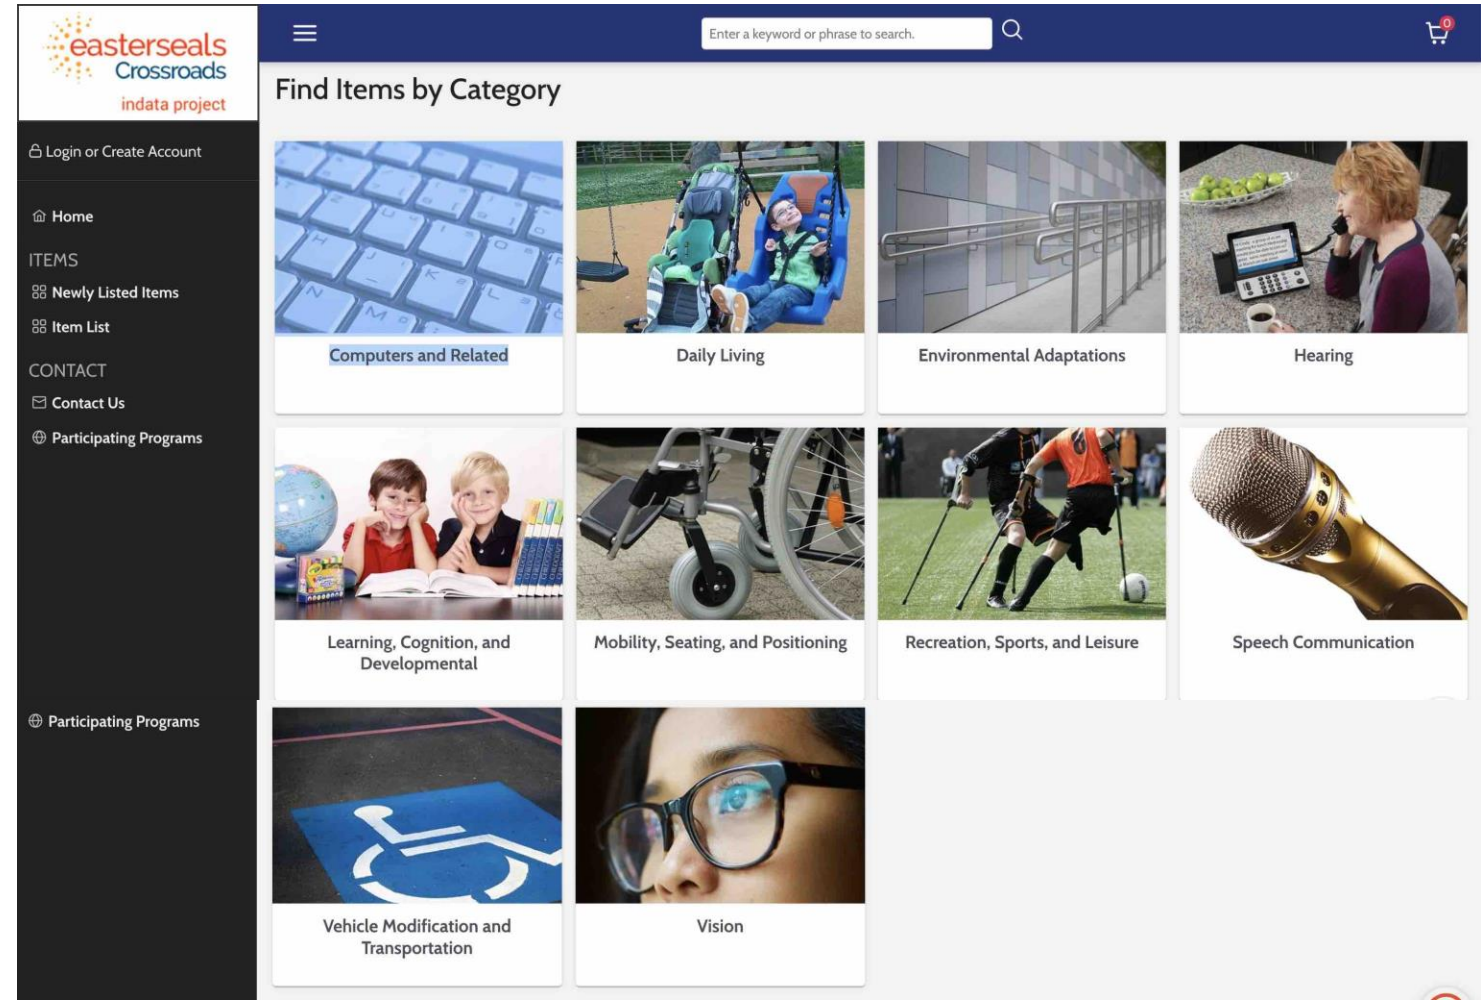 easterseals
Crossroads
indata project
Enter a keyword or phrase to search.
0
Login or Create Account
Home
ITEMS
Newly Listed Items
Item List
CONTACT
Contact Us
Participating Programs
Find Items by Category
Computers and Related
Daily Living
Environmental Adaptations
Hearing
Learning, Cognition, and
Developmental
Mobility, Seating, and Positioning
Recreation, Sports, and Leisure
Speech Communication
Participating Programs
Vehicle Modification and
Transportation
Vision